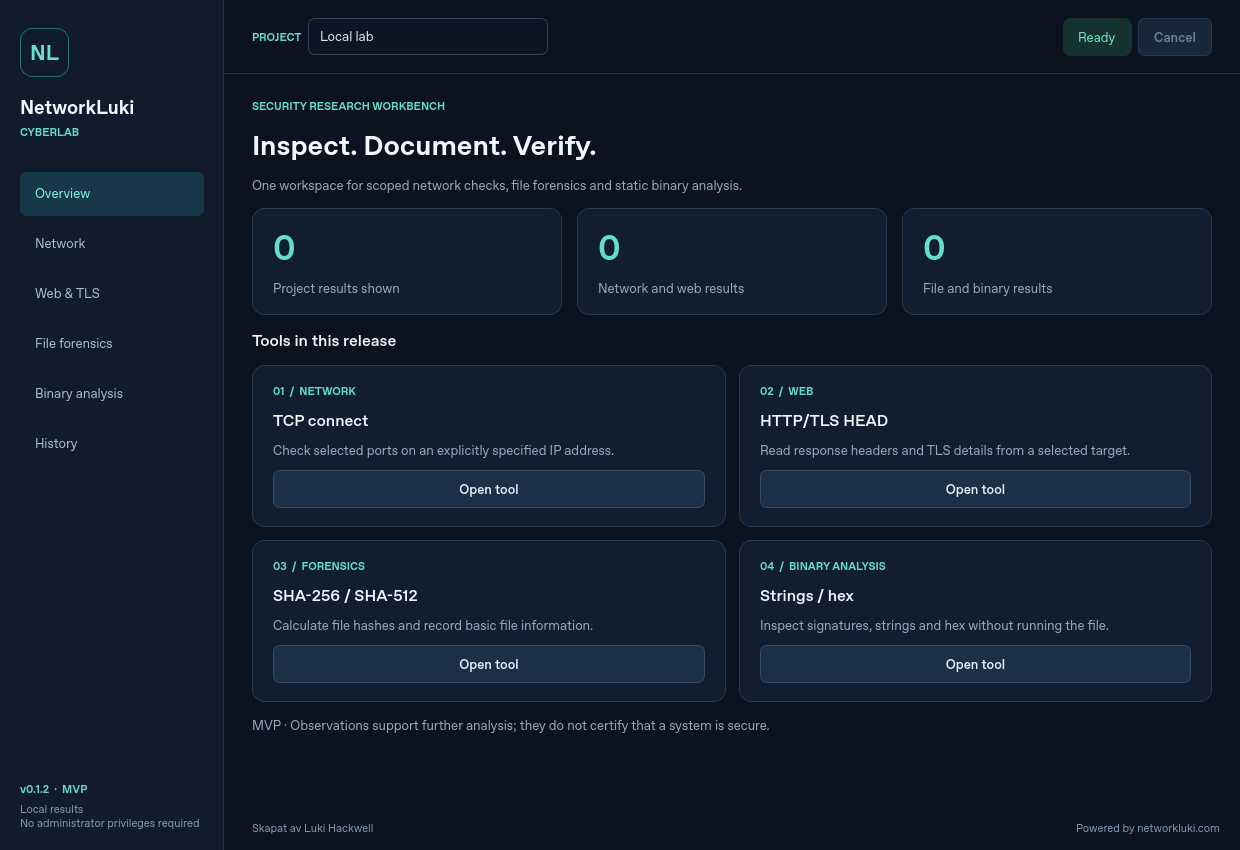 NL
NetworkLuki
CYBERLAB
Overview
Network
Web & TLS
File forensics
Binary analysis
History
v0.1.2 · MVP
Local results
No administrator privileges required
PROJECT
Local lab
Ready
Cancel
SECURITY RESEARCH WORKBENCH
Inspect. Document. Verify.
One workspace for scoped network checks, file forensics and static binary analysis.
0
Project results shown
0
Network and web results
0
File and binary results
Tools in this release
01 / NETWORK
TCP connect
Check selected ports on an explicitly specified IP address.
Open tool
02 / WEB
HTTP/TLS HEAD
Read response headers and TLS details from a selected target.
Open tool
03 / FORENSICS
SHA-256 / SHA-512
Calculate file hashes and record basic file information.
Open tool
04 / BINARY ANALYSIS
Strings / hex
Inspect signatures, strings and hex without running the file.
Open tool
MVP · Observations support further analysis; they do not certify that a system is secure.
Skapat av Luki Hackwell
Powered by networkluki.com